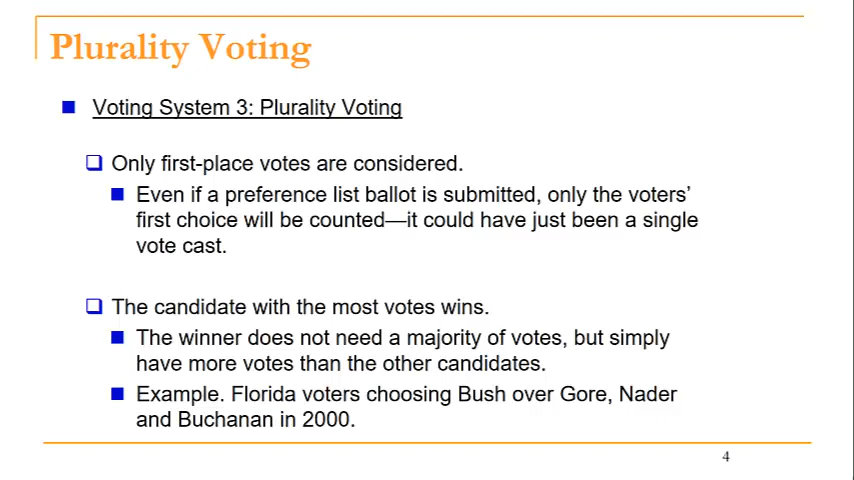 Plurality Voting
Voting System 3: Plurality Voting
Only first-place votes are considered.
Even if a preference list ballot is submitted, only the voters’
first choice will be counted—it could have just been a single
vote cast.
The candidate with the most votes wins.
The winner does not need a majority of votes, but simply
have more votes than the other candidates.
Example. Florida voters choosing Bush over Gore, Nader
and Buchanan in 2000.
4